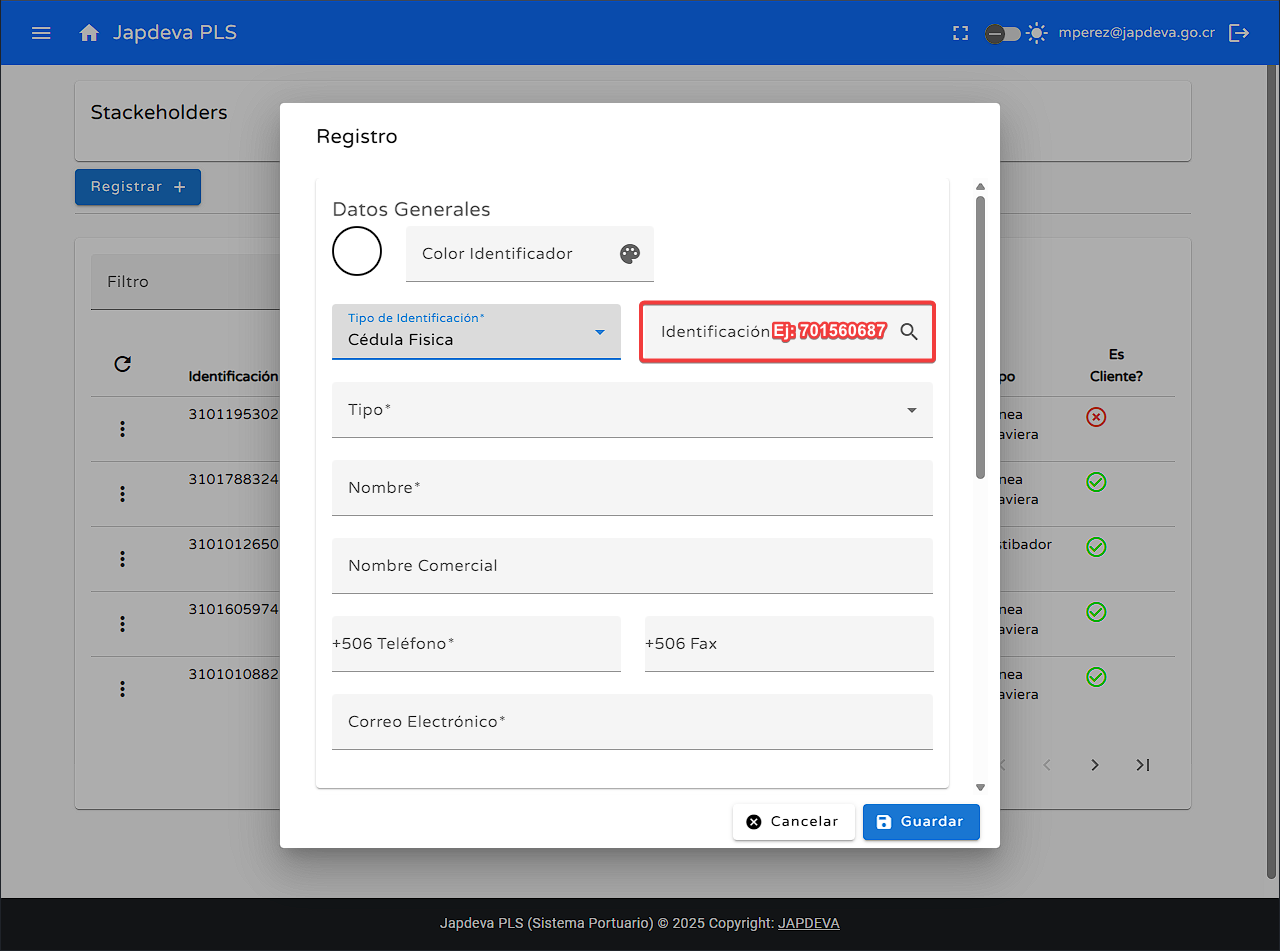 Japdeva PLS
mperez@japdeva.go.cr
Stackeholders
Registrar +
Filtro
Identificación
Es
Cliente?
3101195302
3101788324
3101012650
3101605974
3101010882
po
nea
aviera
nea
aviera
stibador
nea
aviera
nea
aviera
Registro
Datos Generales
Color Identificador
Tipo de Identificación*
Cédula Fisica
Identificación Ej: 701560687
Tipo*
Nombre*
Nombre Comercial
+506 Teléfono*
+506 Fax
Correo Electrónico*
Cancelar
Guardar
Japdeva PLS (Sistema Portuario) © 2025 Copyright: JAPDEVA